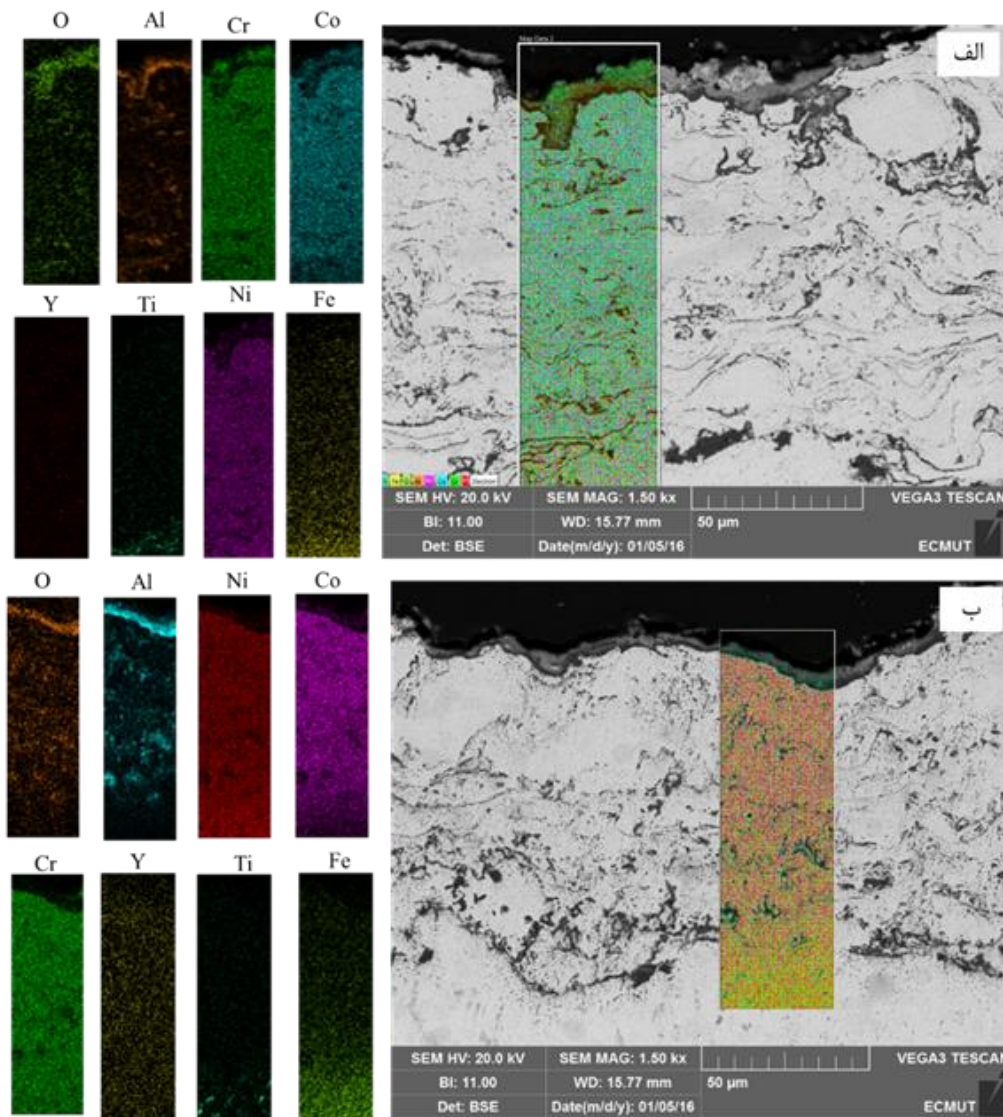 O Al Cr Co
Y Ti Ni Fe
الف
SEM HV: 20.0 kV SEM MAG: 1.50 kx VEGA3 TESCAN
BI: 11.00 WD: 15.77 mm 50 µm
Det: BSE Date(m/d/y): 01/05/16 ECMUT
O Al Ni Co
Cr Y Ti Fe
ب
SEM HV: 20.0 kV SEM MAG: 1.50 kx VEGA3 TESCAN
BI: 11.00 WD: 15.77 mm 50 µm
Det: BSE Date(m/d/y): 01/05/16 ECMUT